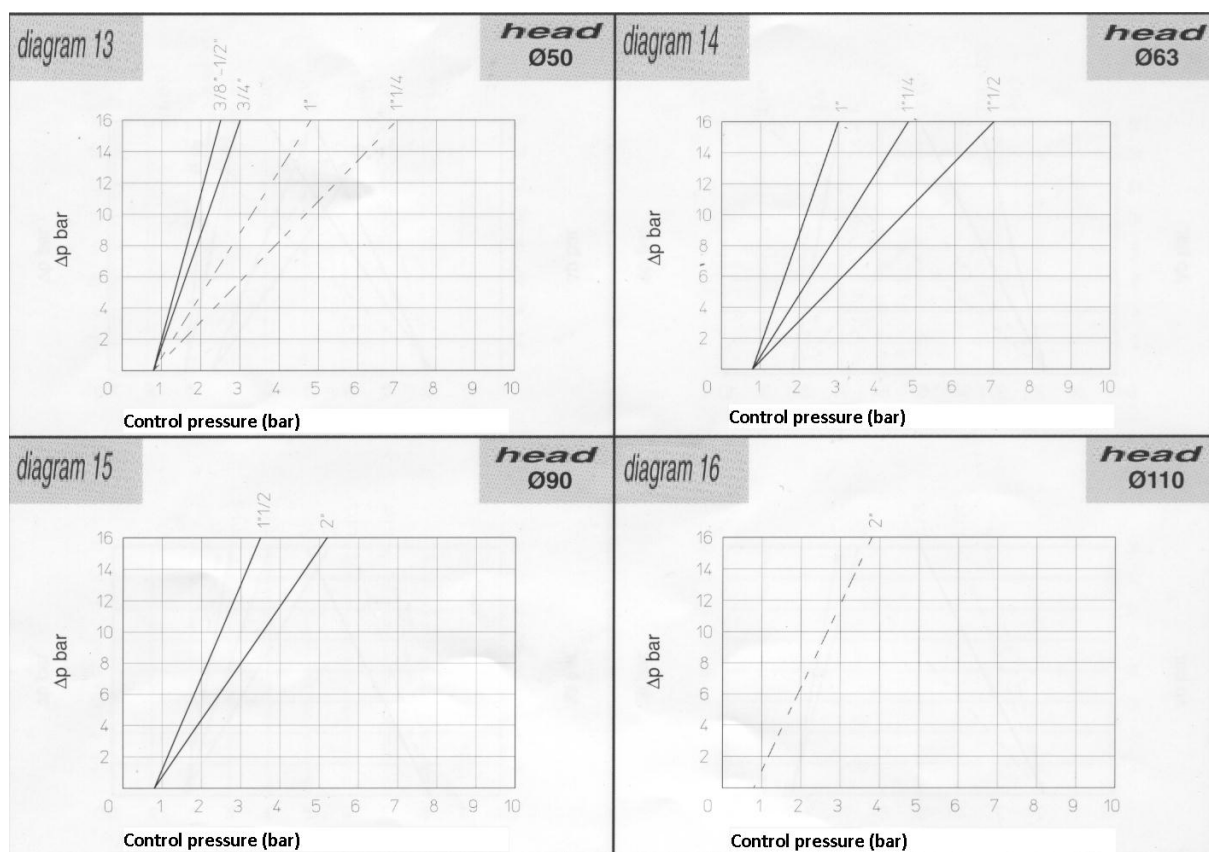 diagram 13
head
Ø50
3/8"-1/2"
3/4"
1"
1"1/4
16
14
12
10
8
6
4
2
Δp bar
0 1 2 3 4 5 6 7 8 9 10
Control pressure (bar)
diagram 14
head
Ø63
1"
1"1/4
1"1/2
16
14
12
10
8
6
4
2
Δp bar
0 1 2 3 4 5 6 7 8 9 10
Control pressure (bar)
diagram 15
head
Ø90
1"1/2
2"
16
14
12
10
8
6
4
2
Δp bar
0 1 2 3 4 5 6 7 8 9 10
Control pressure (bar)
diagram 16
head
Ø110
2"
16
14
12
10
8
6
4
2
Δp bar
0 1 2 3 4 5 6 7 8 9 10
Control pressure (bar)